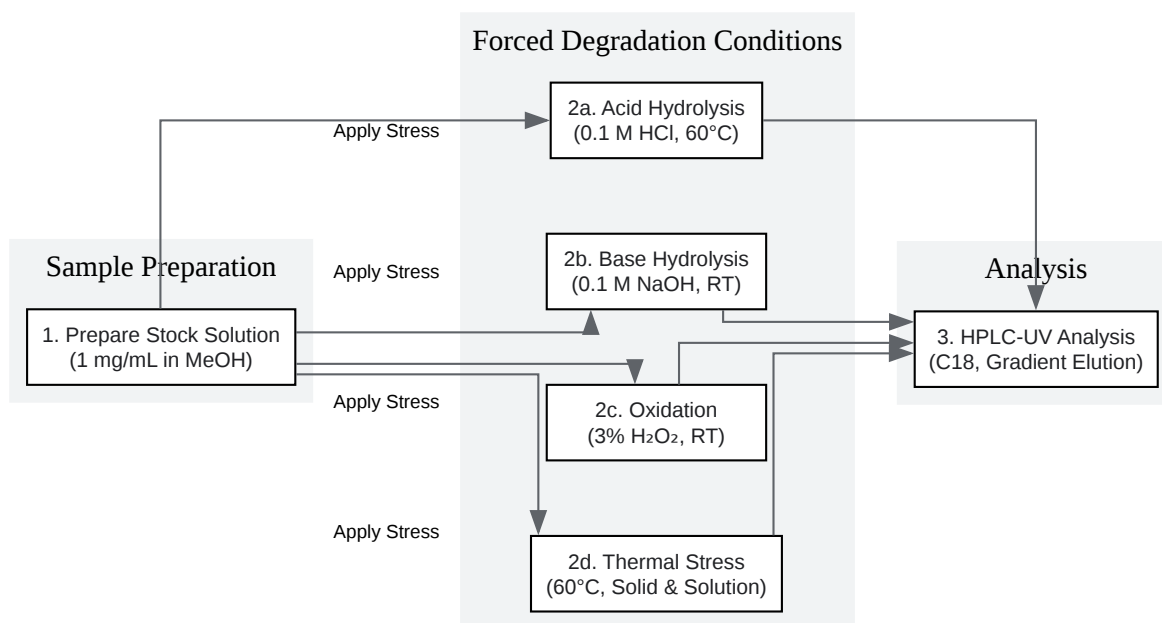 Forced Degradation Conditions
2a. Acid Hydrolysis
(0.1 M HCl, 60°C)
Apply Stress
Sample Preparation
Apply Stress
2b. Base Hydrolysis
(0.1 M NaOH, RT)
Analysis
1. Prepare Stock Solution
(1 mg/mL in MeOH)
3. HPLC-UV Analysis
(C18, Gradient Elution)
Apply Stress
2c. Oxidation
(3% H₂O₂, RT)
Apply Stress
2d. Thermal Stress
(60°C, Solid & Solution)